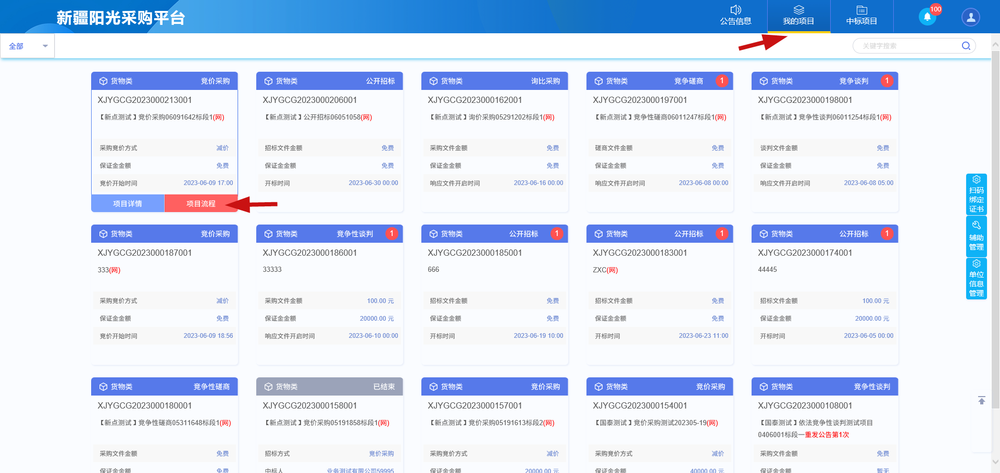 新疆阳光采购平台
公告信息
我的项目
中标项目
100
全部
关键字搜索
货物类 竞价采购
XJYGCG2023000213001
【新点测试】竞价采购06091642标段1(网)
采购竞价方式 减价
保证金金额 免费
竞价开始时间 2023-06-09 17:00
项目详情 项目流程
货物类 公开招标
XJYGCG2023000206001
【新点测试】公开招标06051058(网)
招标文件金额 免费
保证金金额 免费
开标时间 2023-06-30 00:00
货物类 询比采购
XJYGCG2023000162001
【新点测试】询价采购05291202标段1(网)
采购文件金额 免费
保证金金额 免费
响应文件开启时间 2023-06-16 00:00
货物类 竞争磋商 1
XJYGCG2023000197001
【新点测试】竞争性磋商06011247标段1(网)
磋商文件金额 免费
保证金金额 免费
响应文件开启时间 2023-06-08 00:00
货物类 竞争谈判 1
XJYGCG2023000198001
【新点测试】竞争性谈判06011254标段1(网)
谈判文件金额 免费
保证金金额 免费
响应文件开启时间 2023-06-08 05:00
货物类 竞价采购
XJYGCG2023000187001
333(网)
采购竞价方式 减价
保证金金额 免费
竞价开始时间 2023-06-09 18:56
货物类 竞争性谈判 1
XJYGCG2023000186001
33333
采购文件金额 100.00 元
保证金金额 20000.00 元
响应文件开启时间 2023-06-10 00:00
货物类 公开招标 1
XJYGCG2023000185001
666
招标文件金额 免费
保证金金额 免费
开标时间 2023-06-19 10:00
货物类 公开招标 1
XJYGCG2023000183001
ZXC(网)
招标文件金额 免费
保证金金额 免费
开标时间 2023-06-23 11:00
货物类 公开招标 1
XJYGCG2023000174001
44445
招标文件金额 100.00 元
保证金金额 20000.00 元
开标时间 2023-06-05 00:00
货物类 竞争性磋商
XJYGCG2023000180001
【新点测试】竞争性磋商05311648标段1(网)
采购文件金额 免费
保证金金额 免费
货物类 已结束
XJYGCG2023000158001
【新点测试】竞价采购05191858标段1(网)
招标方式 竞价采购
中标人 业务测试有限公司59995
货物类 竞价采购
XJYGCG2023000157001
【新点测试】竞价采购05191613标段2(网)
采购竞价方式 减价
保证金金额 20000.00 元
货物类 竞价采购
XJYGCG2023000154001
【国泰测试】竞价采购测试202305-19(网)
采购竞价方式 减价
保证金金额 40000.00 元
货物类 竞争性谈判
XJYGCG2023000108001
【国泰测试】依法竞争性谈判测试项目
0406001标段一重发公告第1次
采购文件金额 免费
保证金金额 暂无
扫码
绑定
证书
辅助
管理
单位
信息
管理